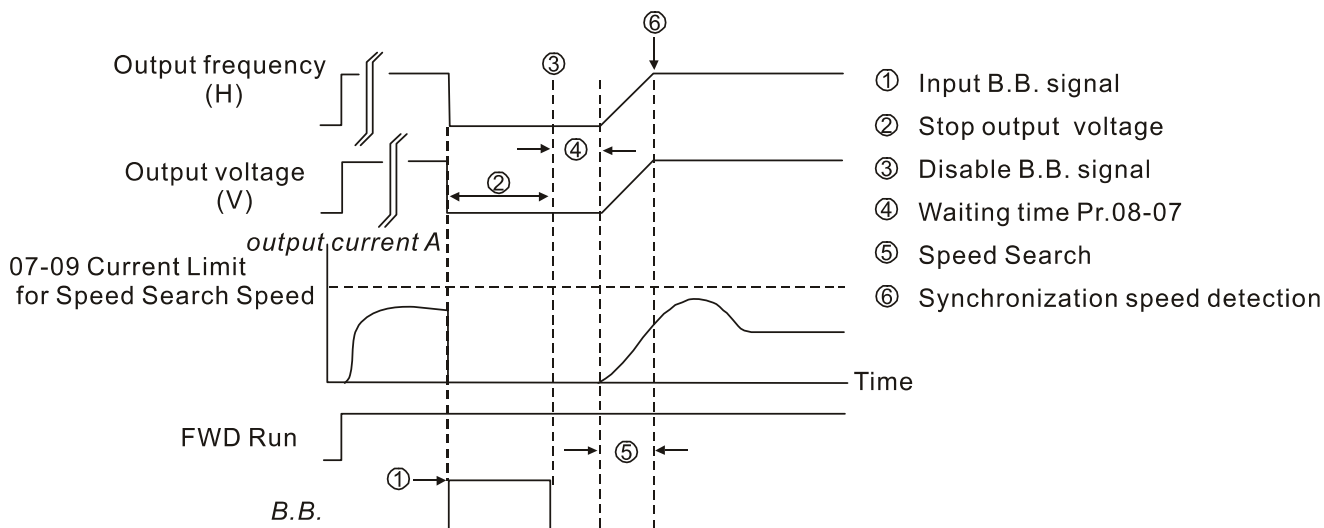 ⑥
Output frequency
(H)
③
④
Output voltage
(V)
②
output current A
07-09 Current Limit
for Speed Search Speed
Time
FWD Run
⑤
①
B.B.
① Input B.B. signal
② Stop output voltage
③ Disable B.B. signal
④ Waiting time Pr.08-07
⑤ Speed Search
⑥ Synchronization speed detection